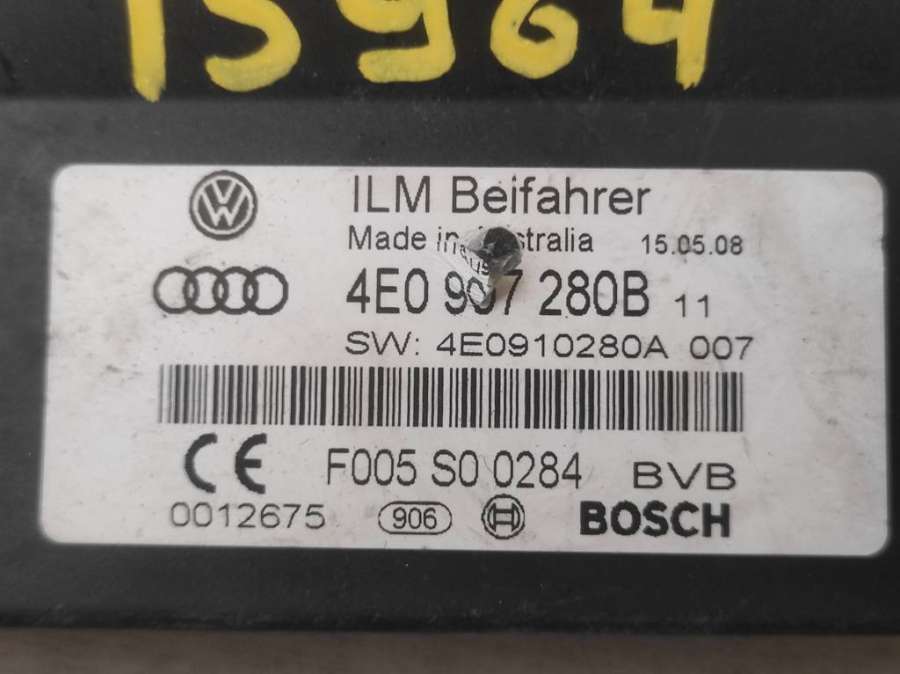 15964
ILM Beifahrer
Made in Australia 15.05.08
4E0 907 280B 11
SW: 4E0910280A 007
CE F005 S0 0284 BVB
0012675 906 BOSCH